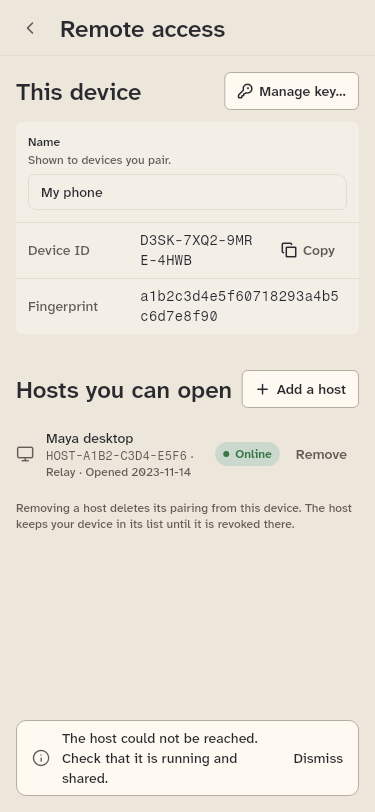 Remote access
This device
Manage key...
Name
Shown to devices you pair.
My phone
Device ID
D3SK-7XQ2-9MR
E-4HWB
Copy
Fingerprint
a1b2c3d4e5f60718293a4b5
c6d7e8f90
Hosts you can open
Add a host
Maya desktop
HOST-A1B2-C3D4-E5F6 ·
Relay · Opened 2023-11-14
Online
Remove
Removing a host deletes its pairing from this device. The host
keeps your device in its list until it is revoked there.
The host could not be reached.
Check that it is running and
shared.
Dismiss